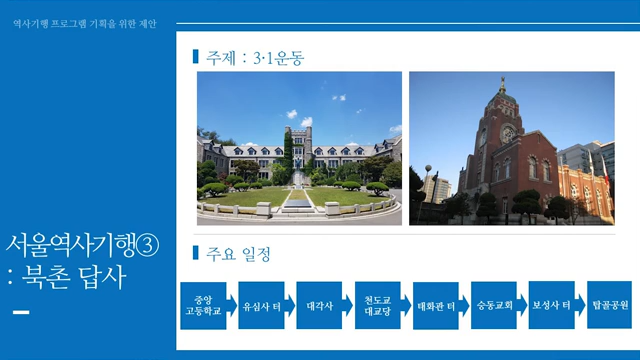 역사기행 프로그램 기획을 위한 제안
주제 : 3·1운동
서울역사기행③
: 북촌 답사
주요 일정
중앙
고등학교
유심사 터
대각사
천도교
대교당
태화관 터
승동교회
보성사 터
탑골공원